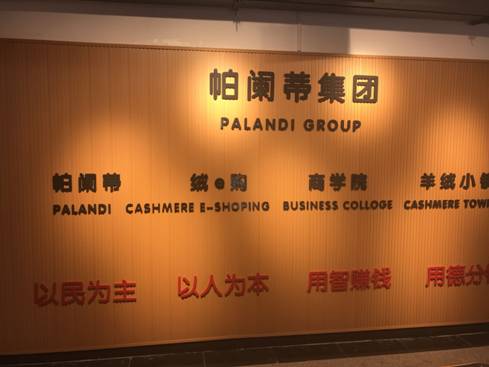 帕阑蒂集团
PALANDI GROUP
帕阑蒂 绒e购 商学院 羊绒小
PALANDI CASHMERE E-SHOPING BUSINESS COLLOGE CASHMERE TOW
以民为主 以人为本 用智赚钱 用德分